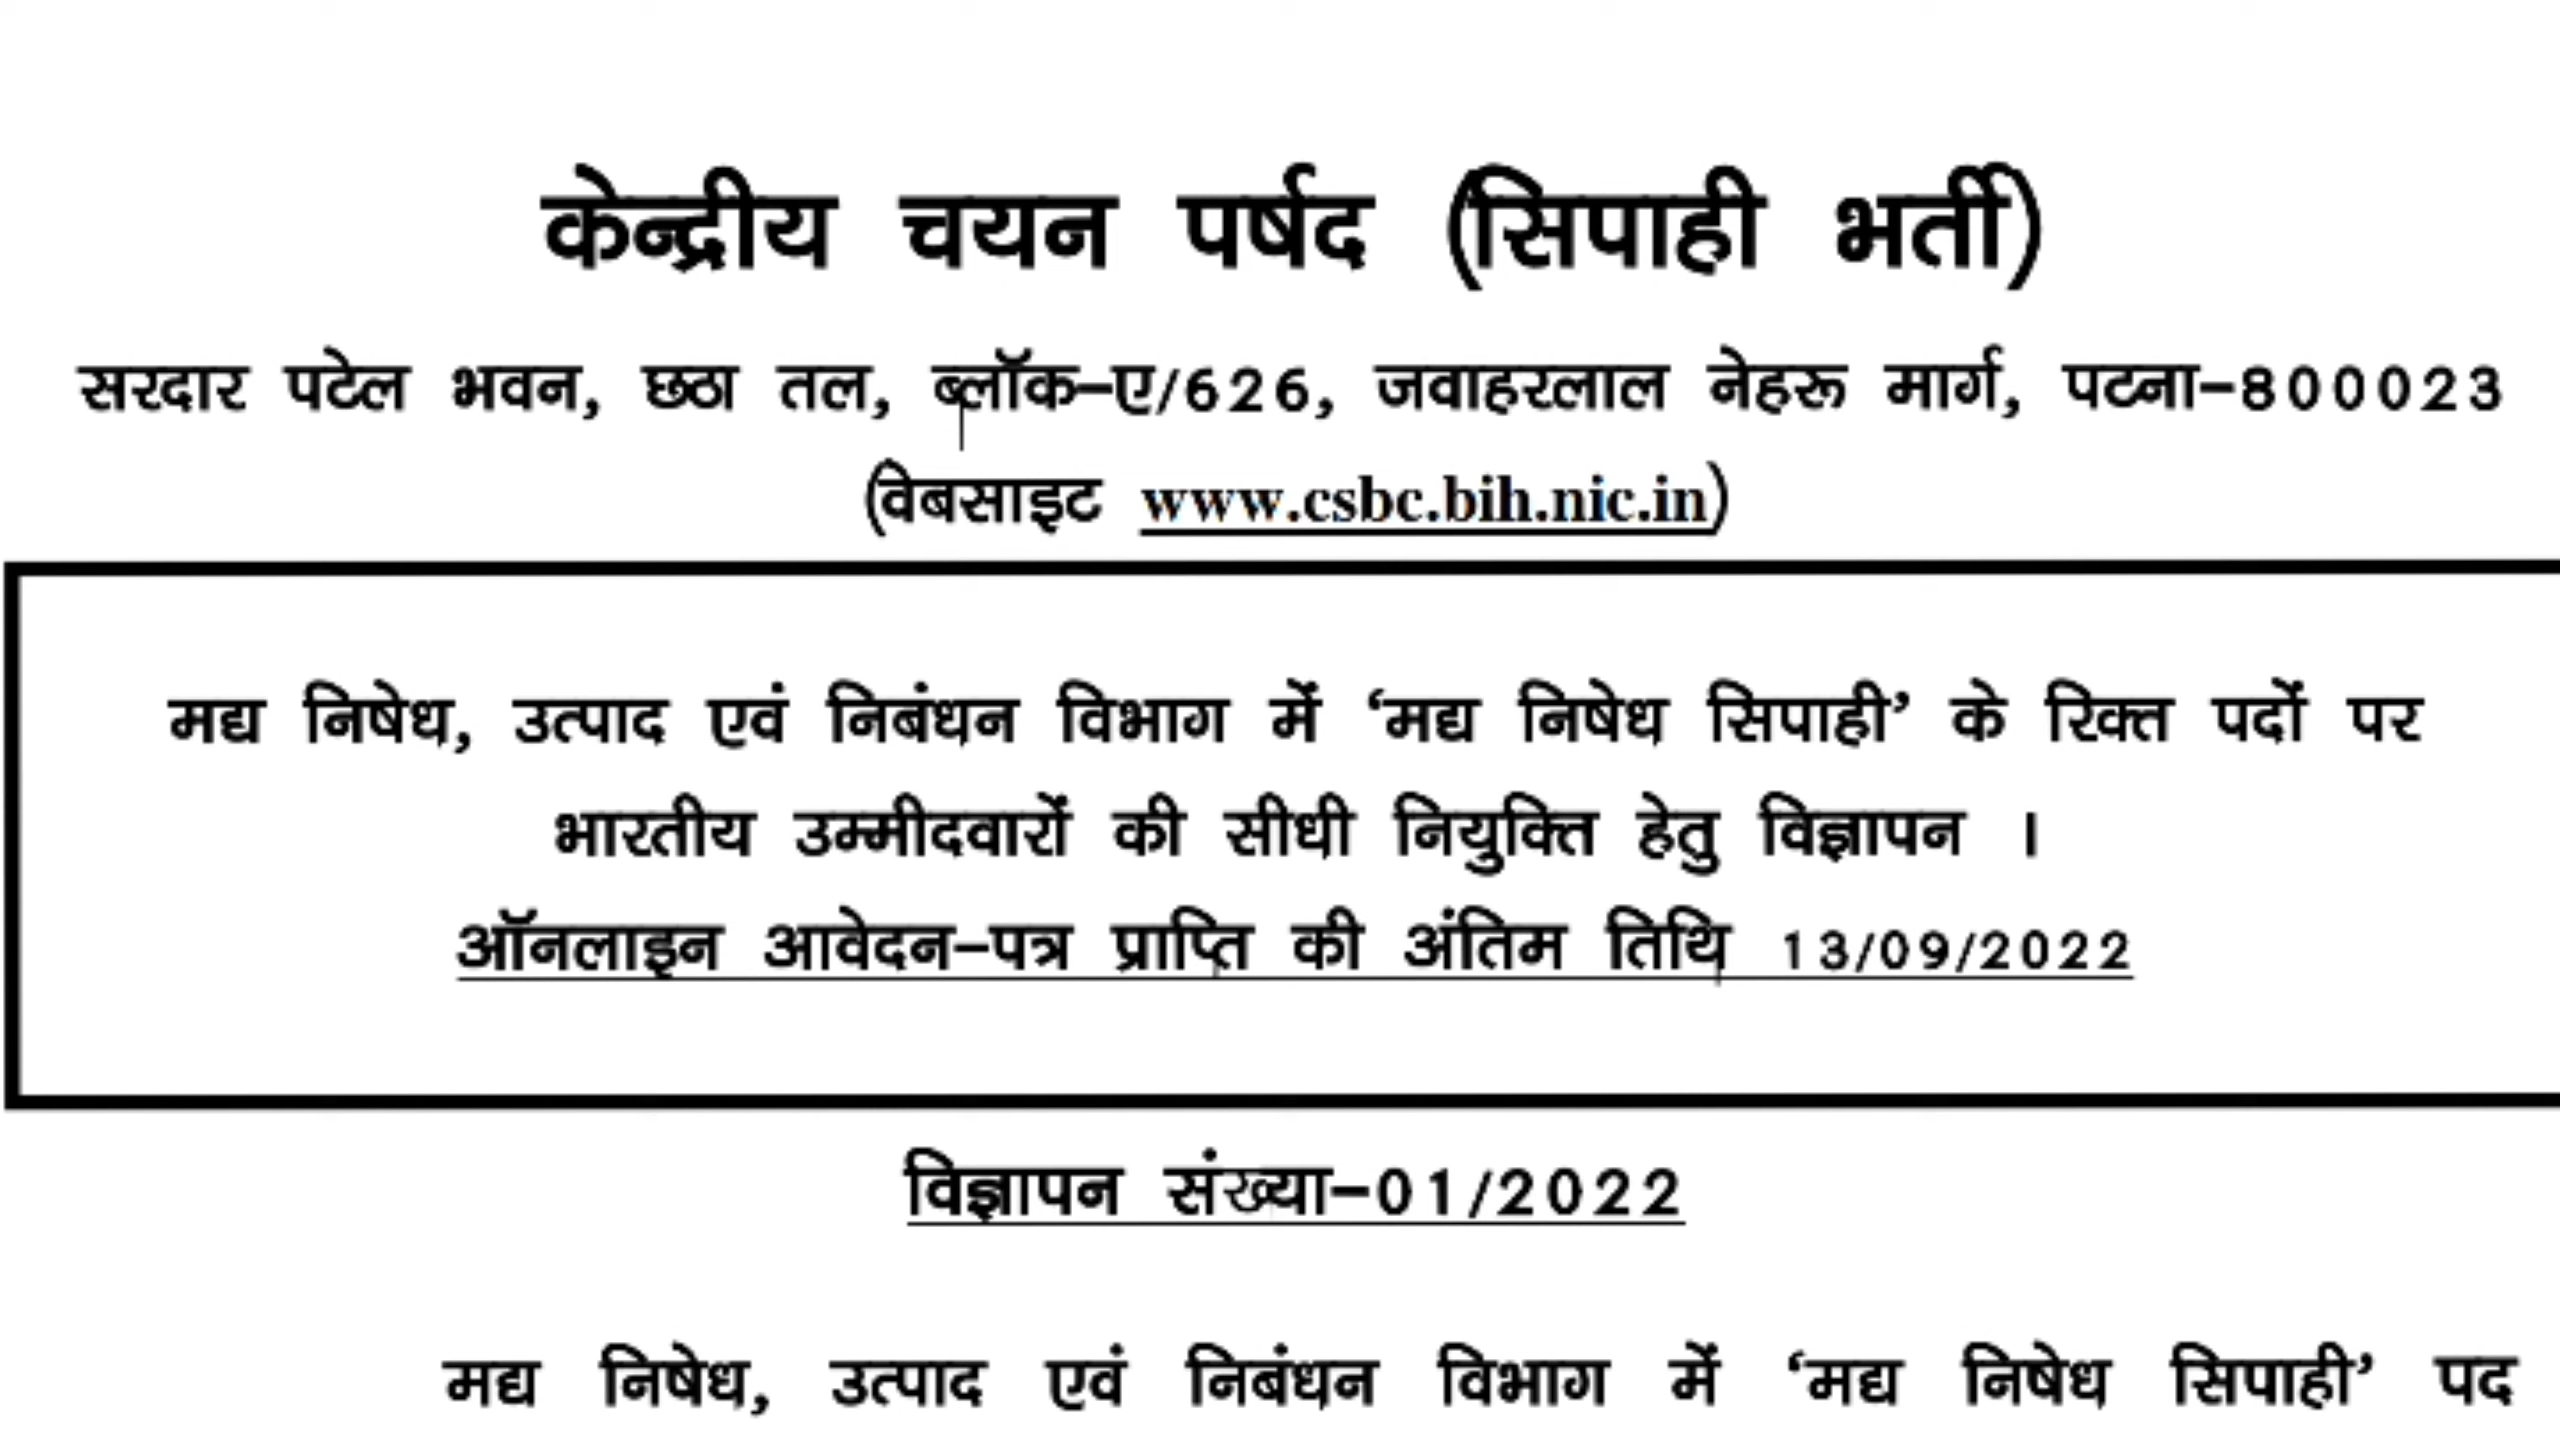 केन्द्रीय चयन पर्षद (सिपाही भर्ती)
सरदार पटेल भवन, छठा तल, ब्लॉक–ए/626, जवाहरलाल नेहरू मार्ग, पटना–800023
(वेबसाइट www.csbc.bih.nic.in)
मद्य निषेध, उत्पाद एवं निबंधन विभाग में ‘मद्य निषेध सिपाही’ के रिक्त पदों पर
भारतीय उम्मीदवारों की सीधी नियुक्ति हेतु विज्ञापन ।
ऑनलाइन आवेदन–पत्र प्राप्ति की अंतिम तिथि 13/09/2022
विज्ञापन संख्या–01/2022
मद्य निषेध, उत्पाद एवं निबंधन विभाग में ‘मद्य निषेध सिपाही’ पद